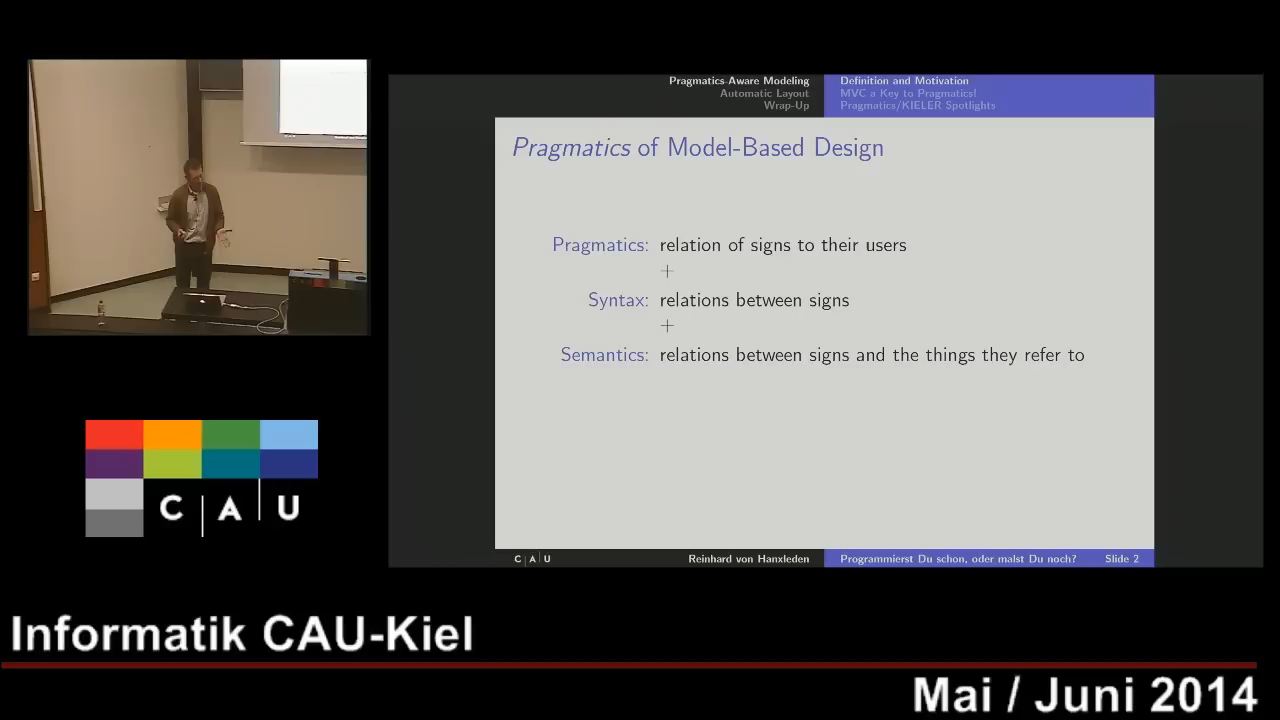 Pragmatics-Aware Modeling
Automatic Layout
Wrap-Up
Definition and Motivation
MVC a Key to Pragmatics!
Pragmatics/KIELER Spotlights
Pragmatics of Model-Based Design
Pragmatics: relation of signs to their users
+
Syntax: relations between signs
+
Semantics: relations between signs and the things they refer to
C A U
Reinhard von Hanxleden
Programmierst Du schon, oder malst Du noch?
Slide 2
C A U
Informatik CAU-Kiel
Mai / Juni 2014